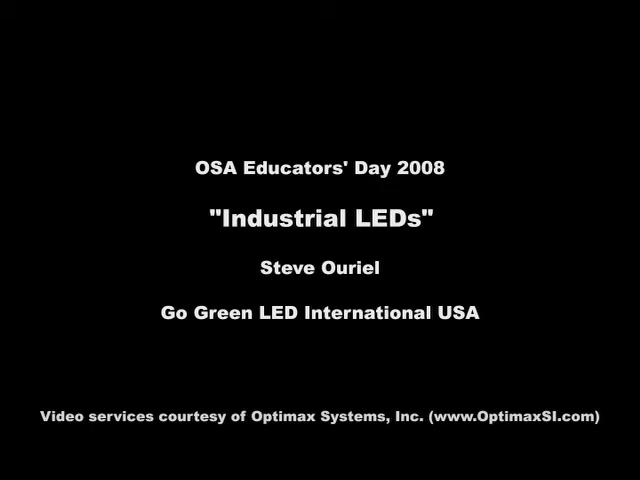 OSA Educators' Day 2008
"Industrial LEDs"
Steve Ouriel
Go Green LED International USA
Video services courtesy of Optimax Systems, Inc. (www.OptimaxSI.com)